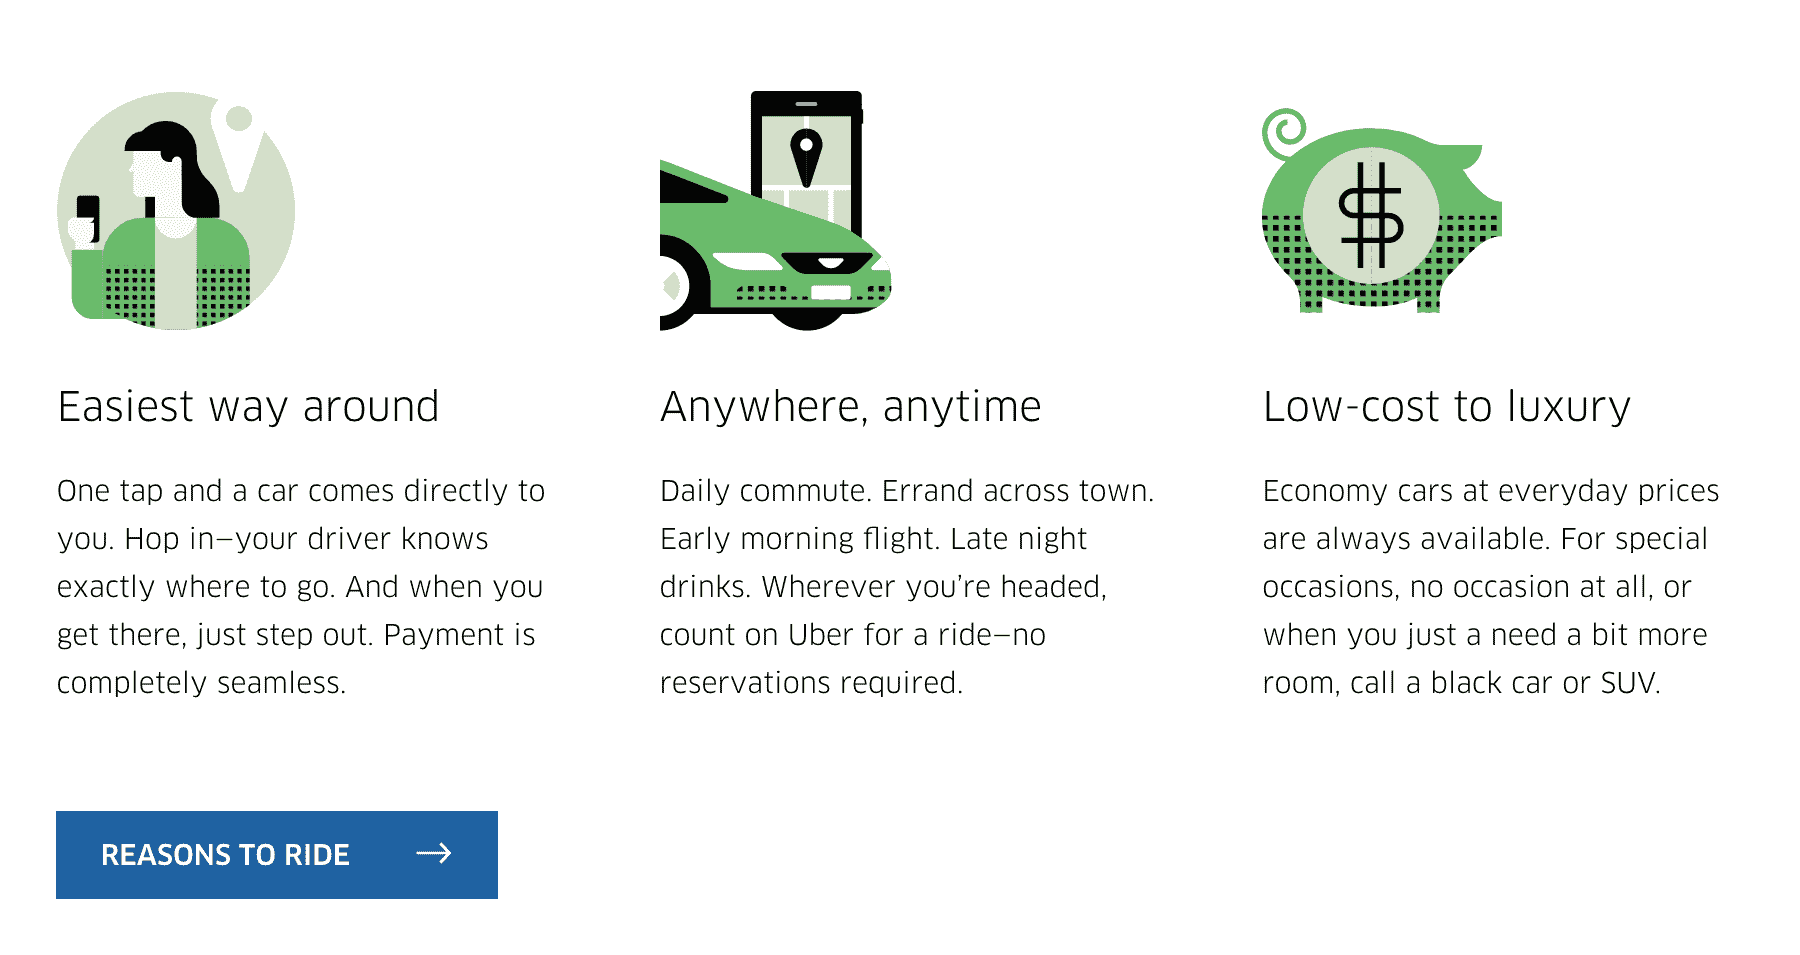 Easiest way around
One tap and a car comes directly to
you. Hop in–your driver knows
exactly where to go. And when you
get there, just step out. Payment is
completely seamless.
Anywhere, anytime
Daily commute. Errand across town.
Early morning flight. Late night
drinks. Wherever you’re headed,
count on Uber for a ride–no
reservations required.
Low-cost to luxury
Economy cars at everyday prices
are always available. For special
occasions, no occasion at all, or
when you just a need a bit more
room, call a black car or SUV.
REASONS TO RIDE →